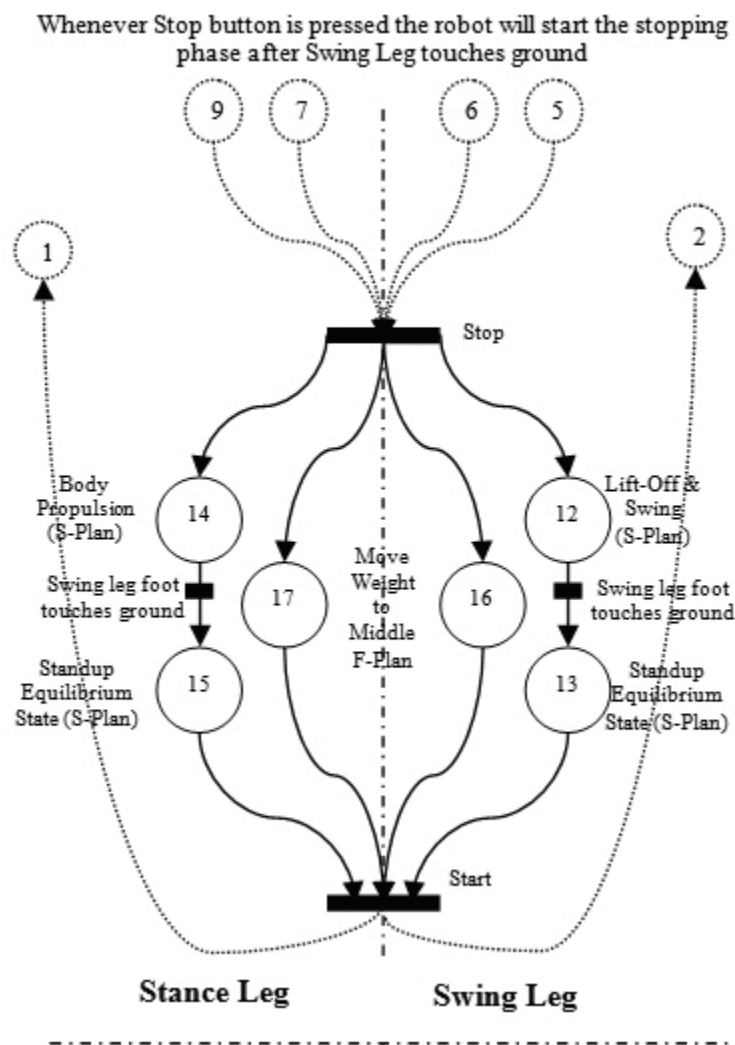 Whenever Stop button is pressed the robot will start the stopping
phase after Swing Leg touches ground
9
7
6
5
1
2
Stop
Body
Propulsion
(S-Plan)
14
12
Lift-Off &
Swing
(S-Plan)
Swing leg foot
touches ground
17
Move
Weight
to
Middle
F-Plan
16
Swing leg foot
touches ground
Standup
Equilibrium
State (S-Plan)
15
13
Standup
Equilibrium
State (S-Plan)
Start
Stance Leg
Swing Leg